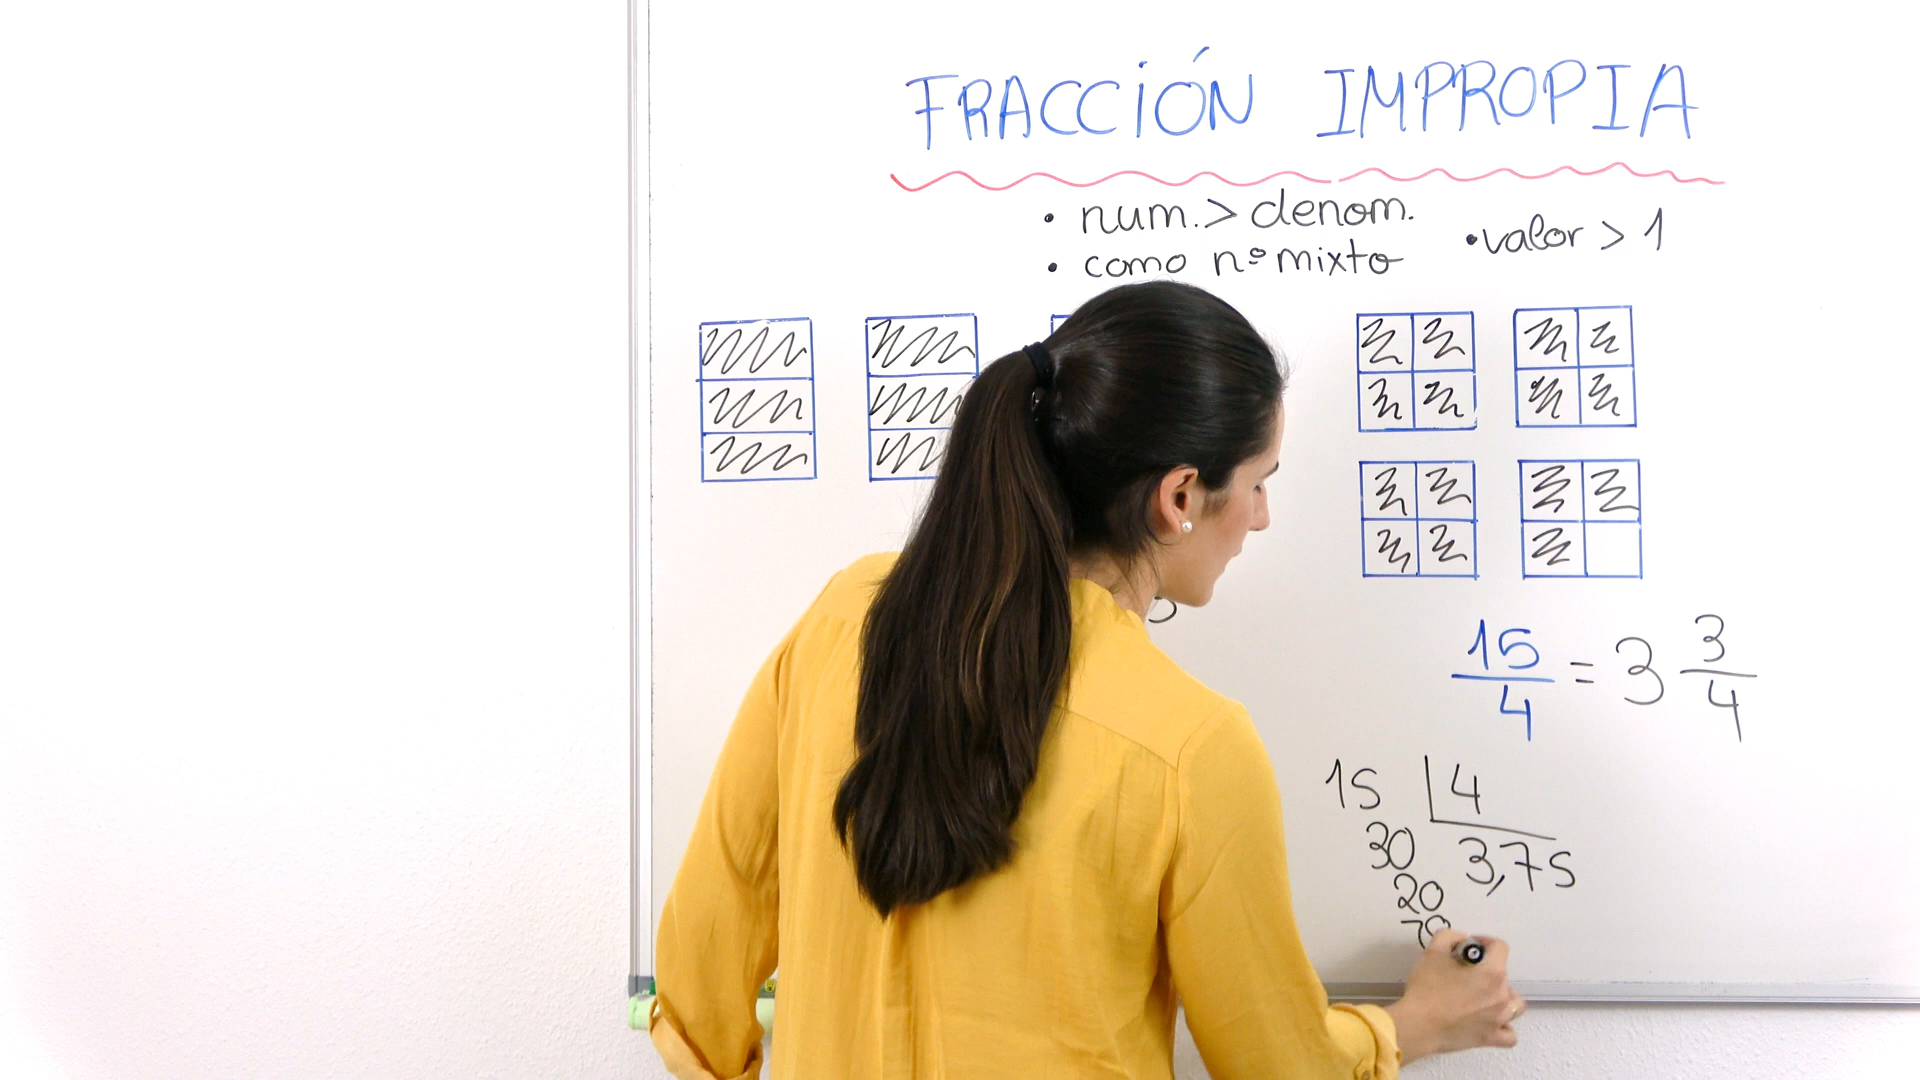 FRACCIÓN IMPROPIA
• num. > denom.
• valor > 1
• como nº mixto
15/4 = 3 3/4
15 | 4
30 3,75
20